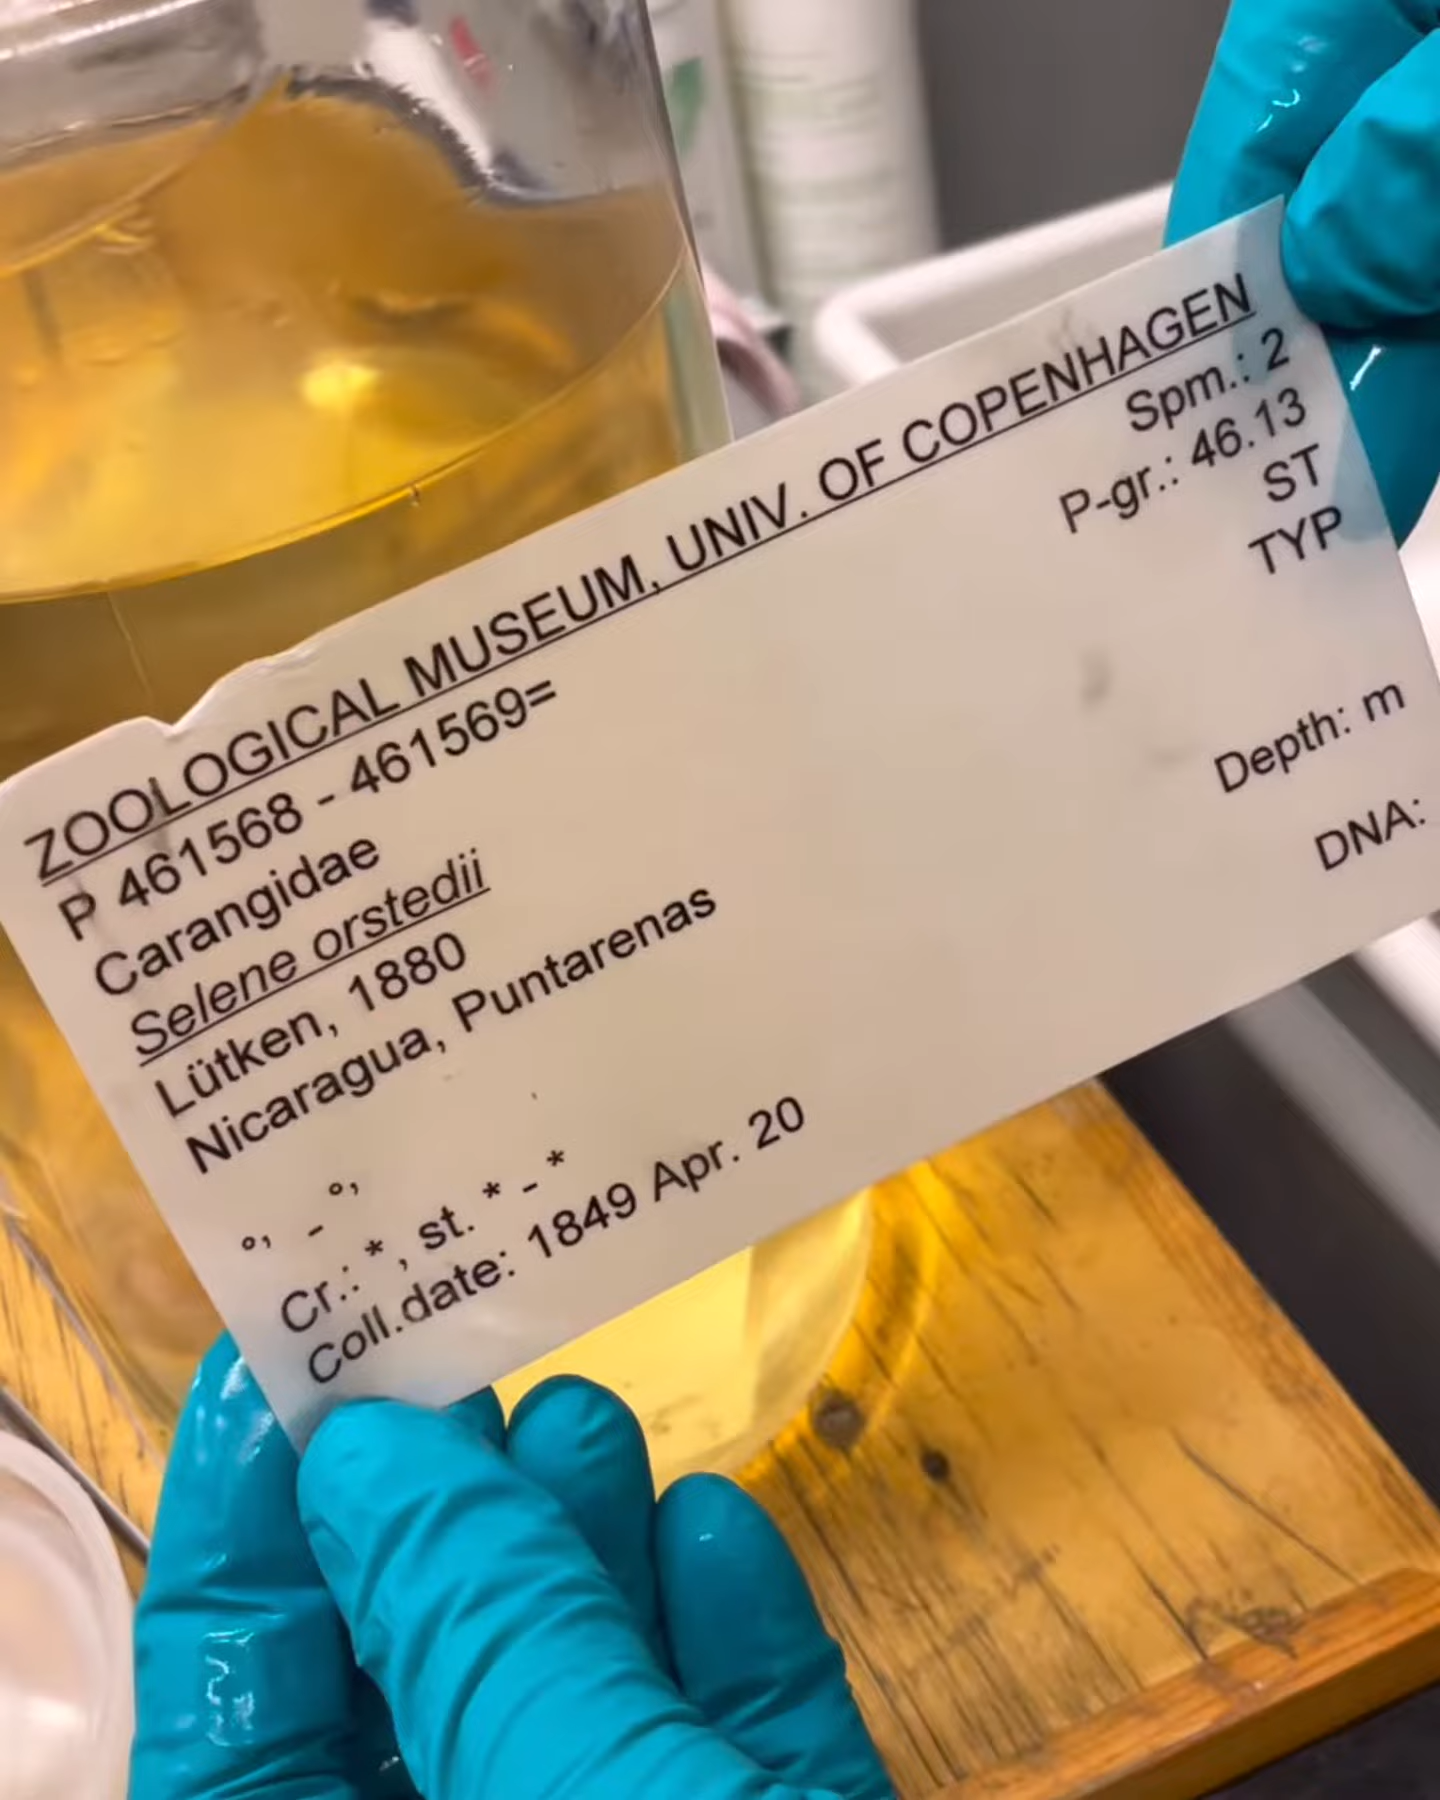 ZOOLOGICAL MUSEUM, UNIV. OF COPENHAGEN
P 461568 - 461569=
Spm.: 2
Carangidae
P-gr.: 46.13
Selene orstedii
ST
Lütken, 1880
TYP
Nicaragua, Puntarenas
Depth: m
°, - °,
DNA:
Cr.: *, st. * - *
Coll.date: 1849 Apr. 20